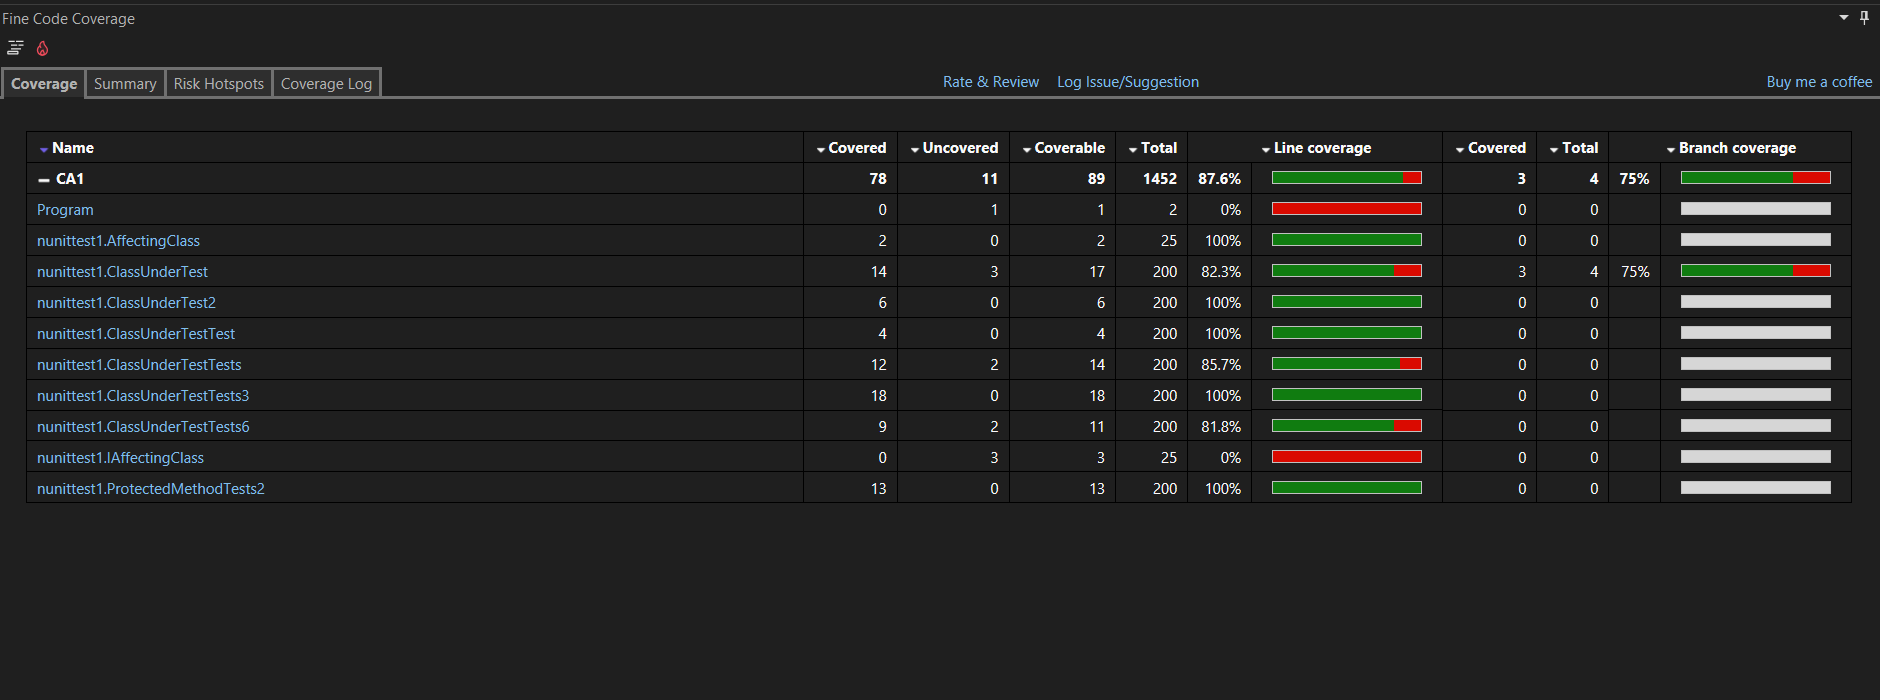 Fine Code Coverage
Coverage Summary Risk Hotspots Coverage Log Rate & Review Log Issue/Suggestion Buy me a coffee
Name Covered Uncovered Coverable Total Line coverage Covered Total Branch coverage
CA1 78 11 89 1452 87.6% 3 4 75%
Program 0 1 1 2 0% 0 0
nunittest1.AffectingClass 2 0 2 25 100% 0 0
nunittest1.ClassUnderTest 14 3 17 200 82.3% 3 4 75%
nunittest1.ClassUnderTest2 6 0 6 200 100% 0 0
nunittest1.ClassUnderTestTest 4 0 4 200 100% 0 0
nunittest1.ClassUnderTestTests 12 2 14 200 85.7% 0 0
nunittest1.ClassUnderTestTests3 18 0 18 200 100% 0 0
nunittest1.ClassUnderTestTests6 9 2 11 200 81.8% 0 0
nunittest1.IAffectingClass 0 3 3 25 0% 0 0
nunittest1.ProtectedMethodTests2 13 0 13 200 100% 0 0